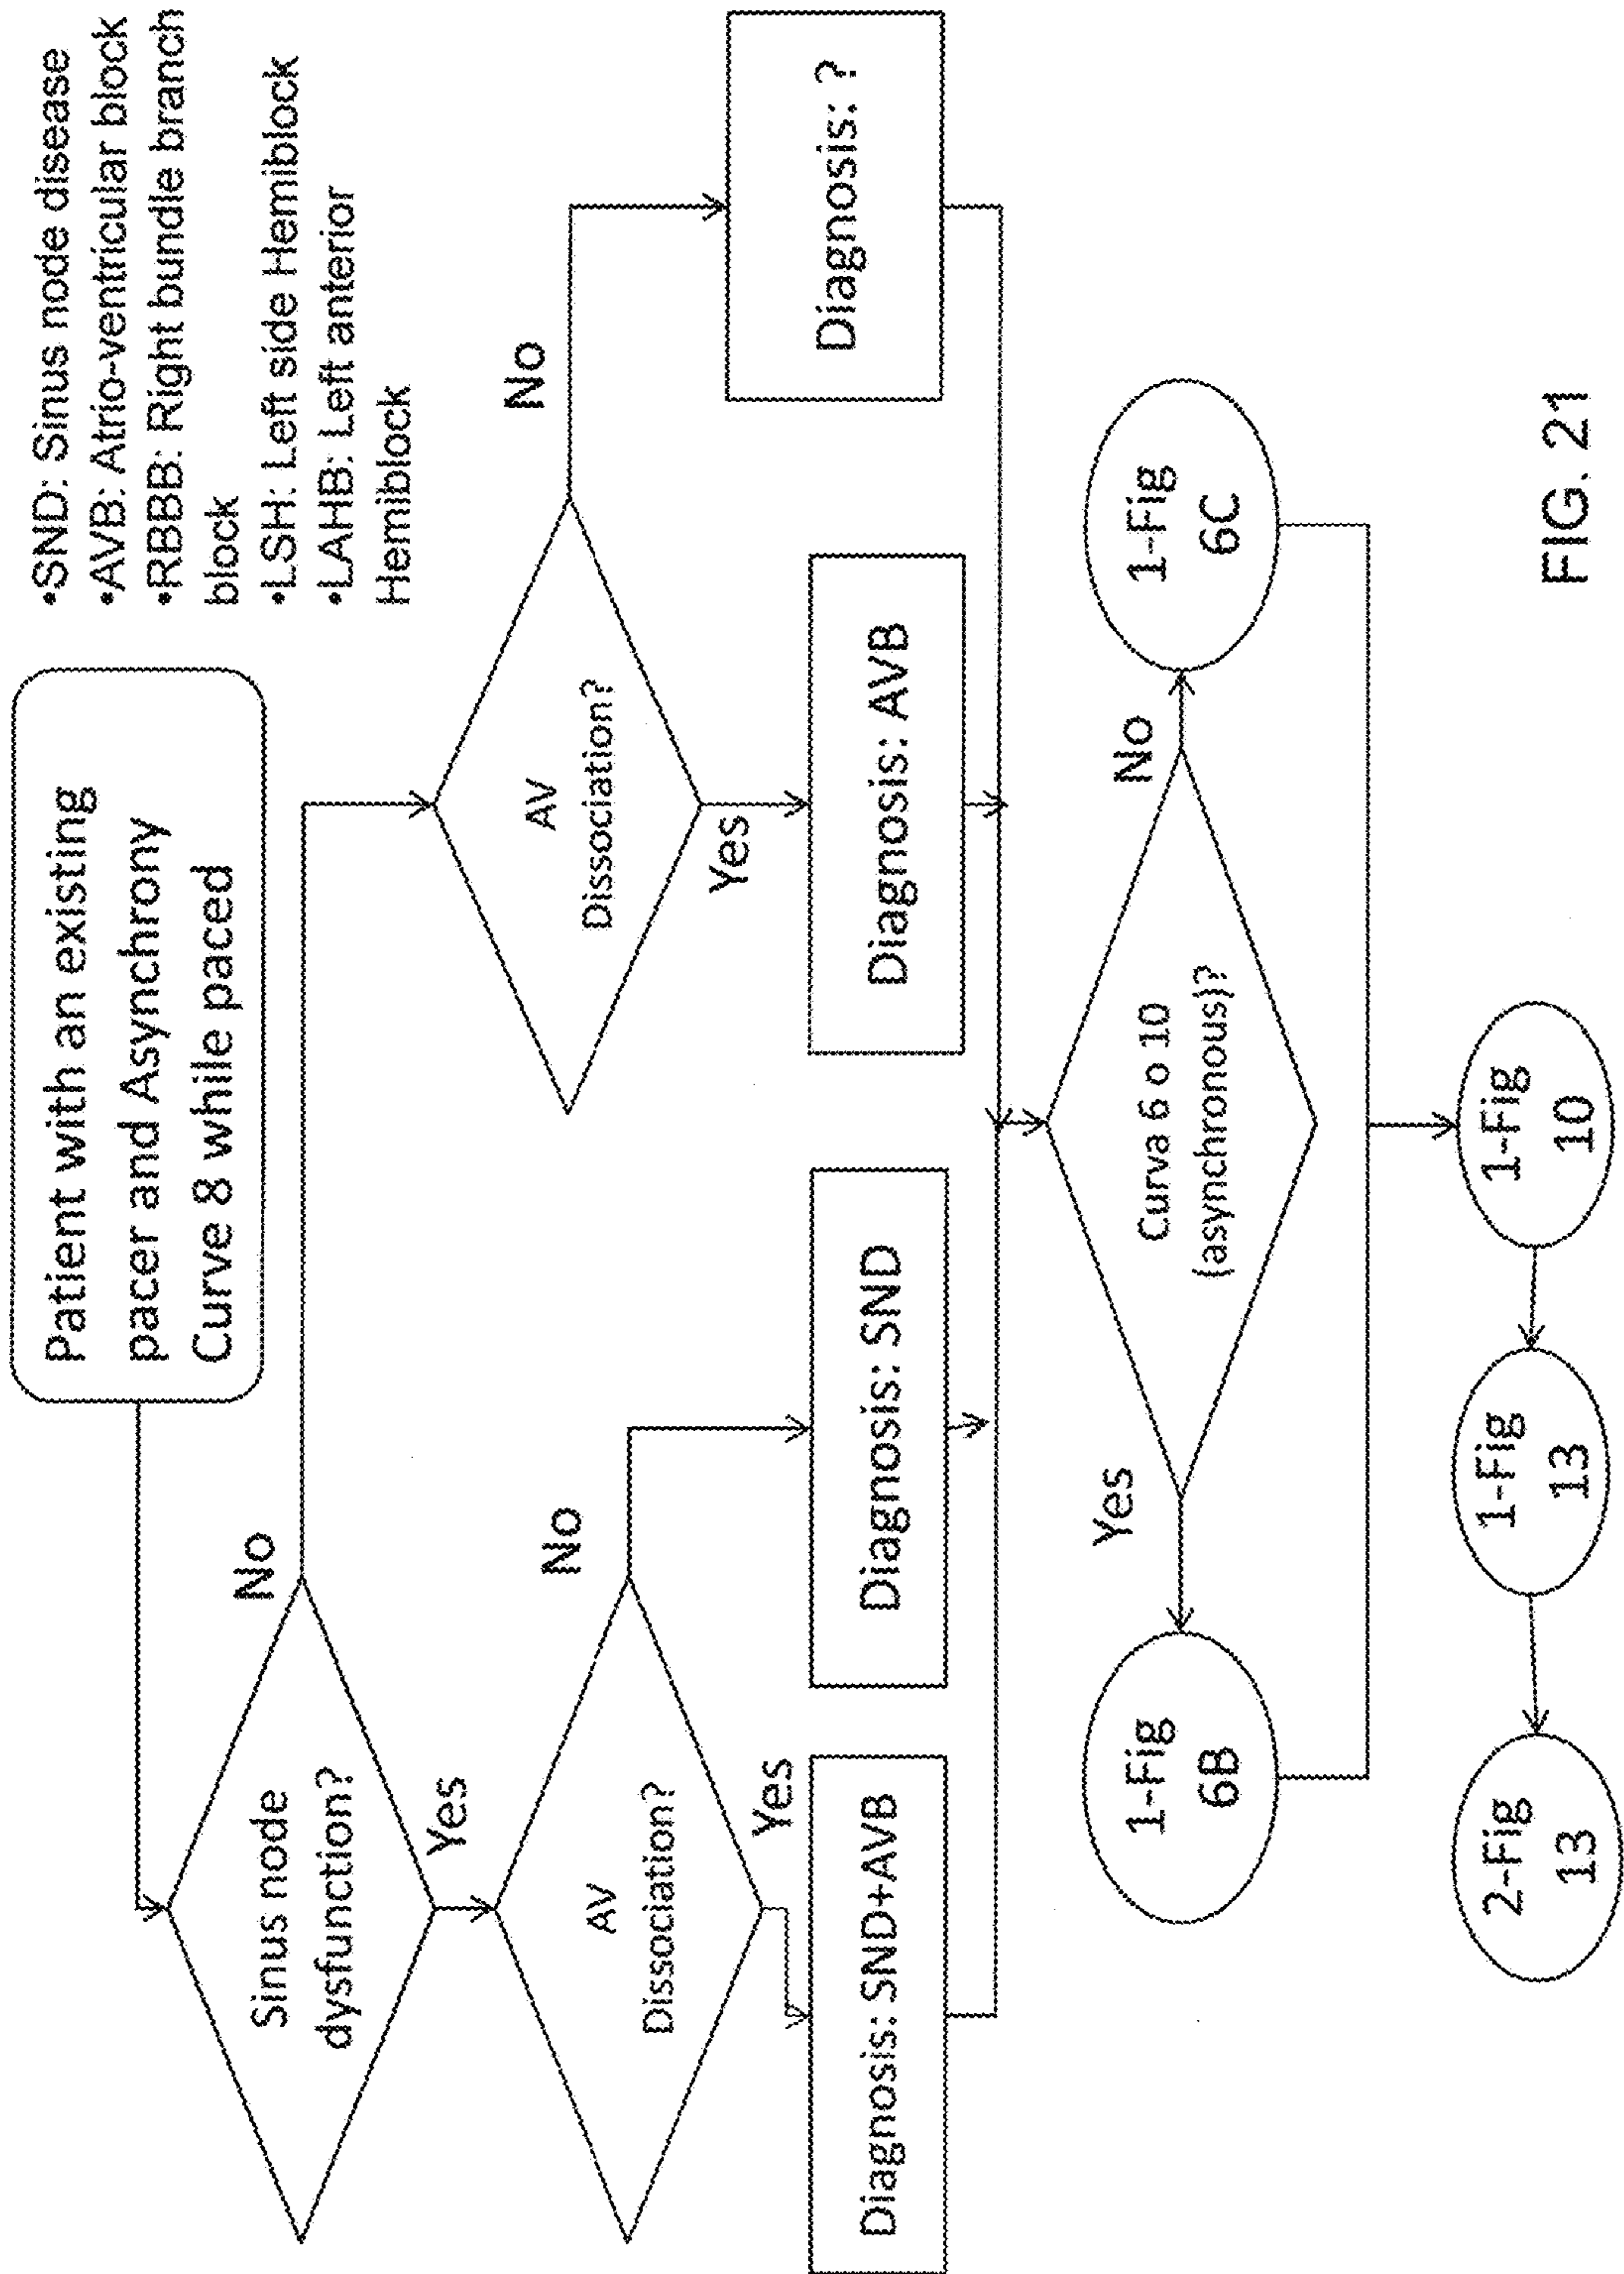 Patient with an existing
pacer and Asynchrony
Curve 8 while paced
•SND: Sinus node disease
•AVB: Atrio-ventricular block
•RBBB: Right bundle branch
block
•LSH: Left side Hemiblock
•LAHB: Left anterior
Hemiblock
Sinus node
dysfunction?
No
Yes
AV
Dissociation?
No
Yes
AV
Dissociation?
No
Yes
Diagnosis: SND+AVB
Diagnosis: SND
Diagnosis: AVB
Diagnosis: ?
Curva 6 o 10
(asynchronous)?
Yes
No
1-Fig
6B
1-Fig
6C
2-Fig
13
1-Fig
13
1-Fig
10
FIG. 21